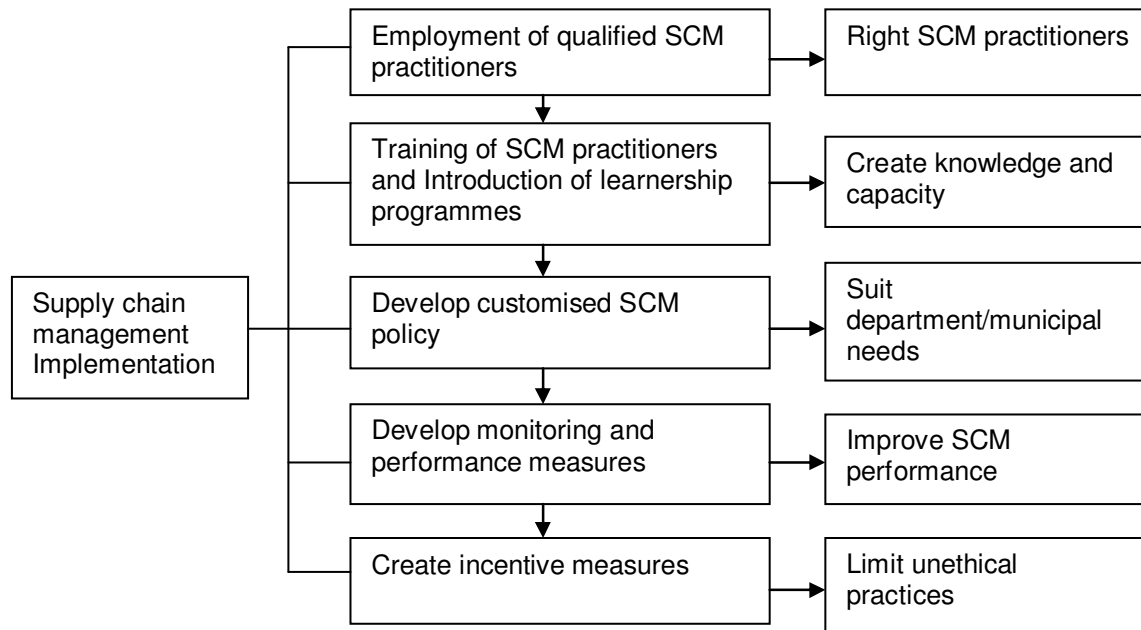 Employment of qualified SCM
practitioners
Right SCM practitioners
Training of SCM practitioners
and Introduction of learnership
programmes
Create knowledge and
capacity
Supply chain
management
Implementation
Develop customised SCM
policy
Suit
department/municipal
needs
Develop monitoring and
performance measures
Improve SCM
performance
Create incentive measures
Limit unethical
practices